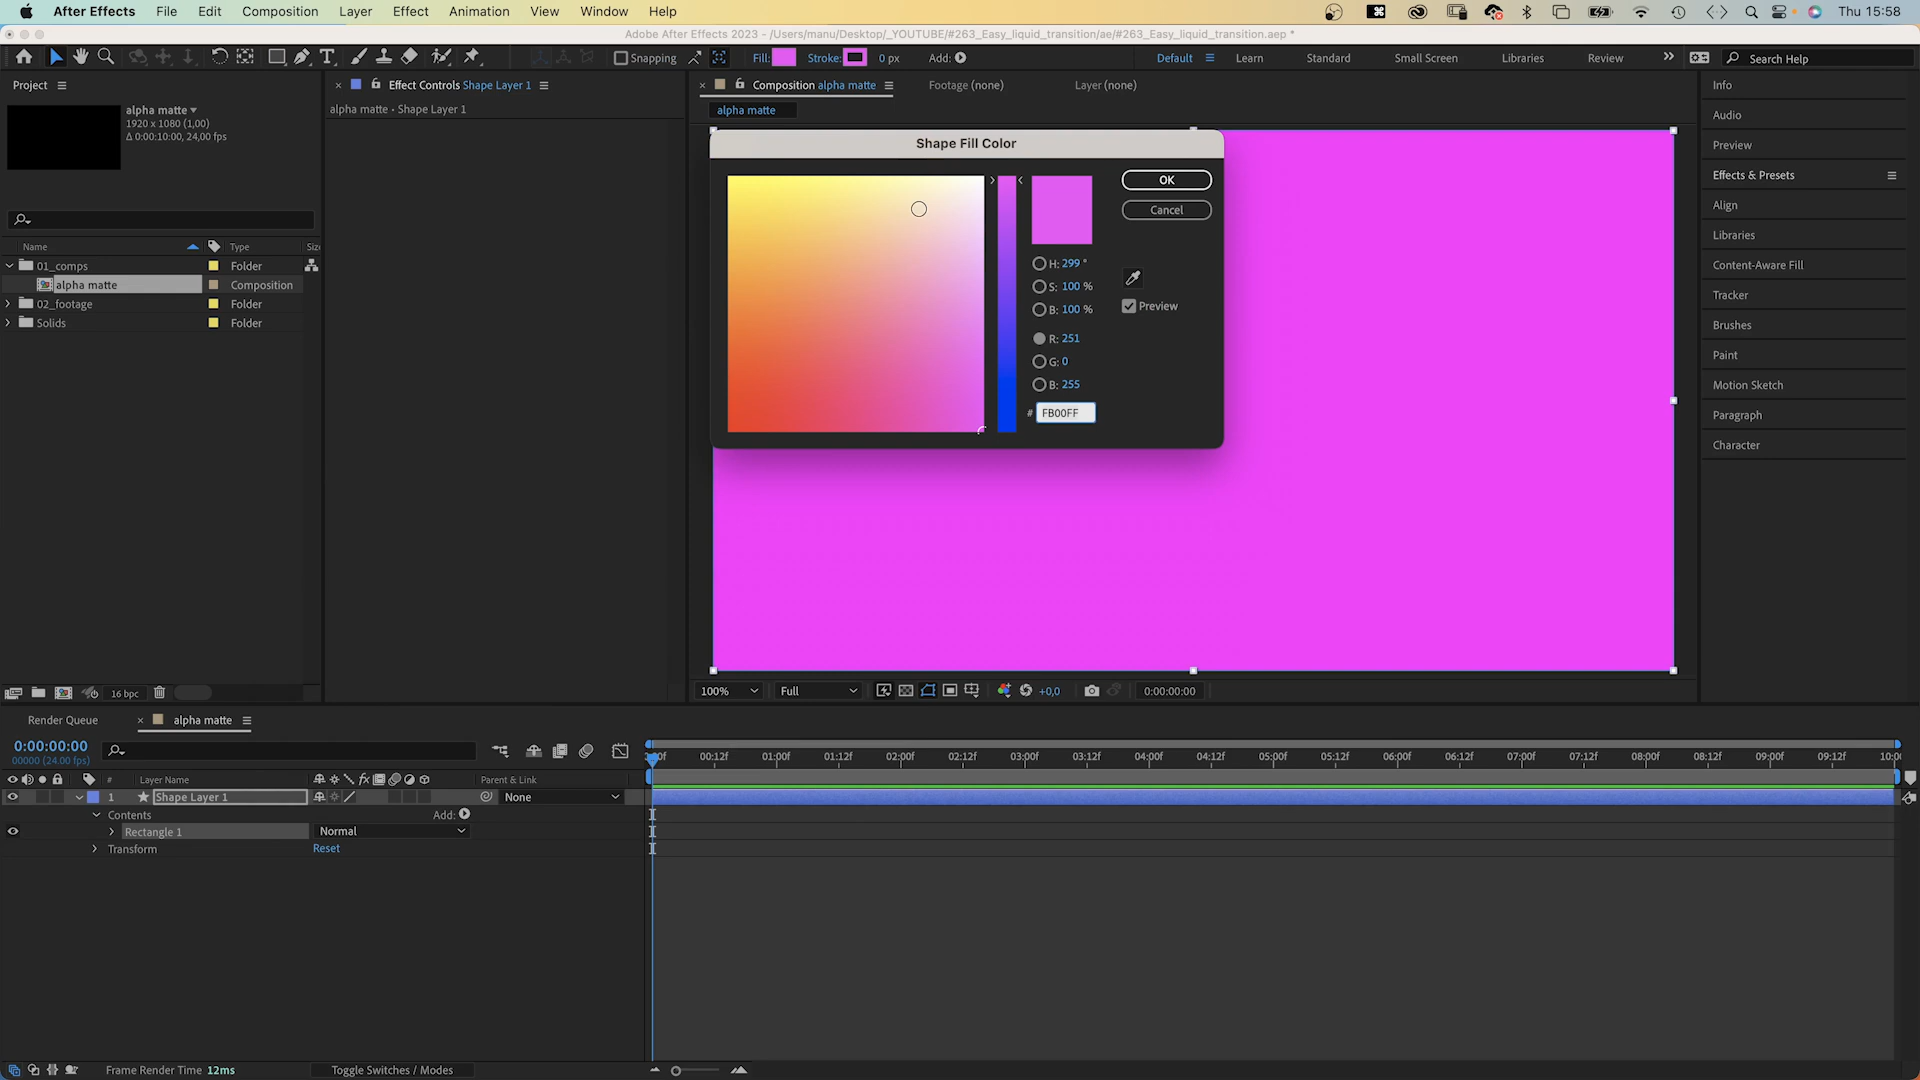 After Effects File Edit Composition Layer Effect Animation View Window Help Thu 15:58
Adobe After Effects 2023 - /Users/manu/Desktop/_YOUTUBE/#263_Easy_liquid_transition/ae/#263_Easy_liquid_transition.aep *
Snapping Fill: Stroke: 0 px Add: Default Learn Standard Small Screen Libraries Review Search Help
Project
Effect Controls Shape Layer 1
Composition alpha matte
Footage (none)
Layer (none)
alpha matte
1920 x 1080 (1,00)
Δ 0:00:10:00, 24,00 fps
alpha matte • Shape Layer 1
alpha matte
Name Type Siz
01_comps Folder
alpha matte Composition
02_footage Folder
Solids Folder
16 bpc
Shape Fill Color
OK
Cancel
H: 299 °
S: 100 %
B: 100 %
Preview
R: 251
G: 0
B: 255
# FB00FF
100% Full +0,0 0:00:00:00
Info
Audio
Preview
Effects & Presets
Align
Libraries
Content-Aware Fill
Tracker
Brushes
Paint
Motion Sketch
Paragraph
Character
Render Queue
alpha matte
0:00:00:00
00000 (24.00 fps)
00:12f 01:00f 01:12f 02:00f 02:12f 03:00f 03:12f 04:00f 04:12f 05:00f 05:12f 06:00f 06:12f 07:00f 07:12f 08:00f 08:12f 09:00f 09:12f
# Layer Name fx Parent & Link
1 Shape Layer 1 None
Contents Add:
Rectangle 1 Normal
Transform Reset
Frame Render Time 12ms
Toggle Switches / Modes